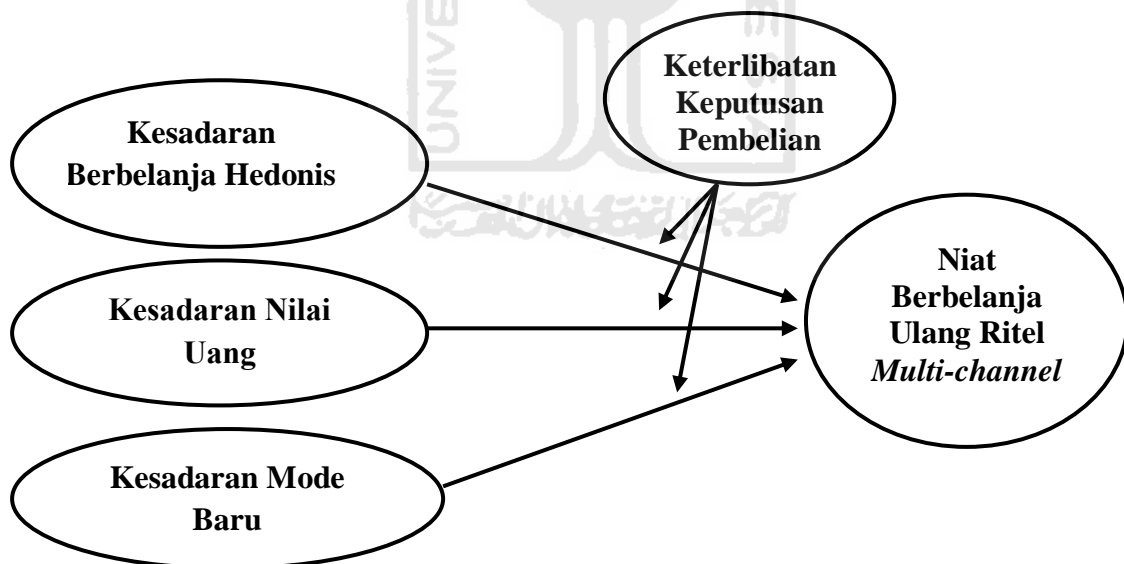 Keterlibatan
Keputusan
Pembelian
Kesadaran
Berbelanja Hedonis
Niat
Berbelanja
Ulang Ritel
Multi-channel
Kesadaran Nilai
Uang
Kesadaran Mode
Baru